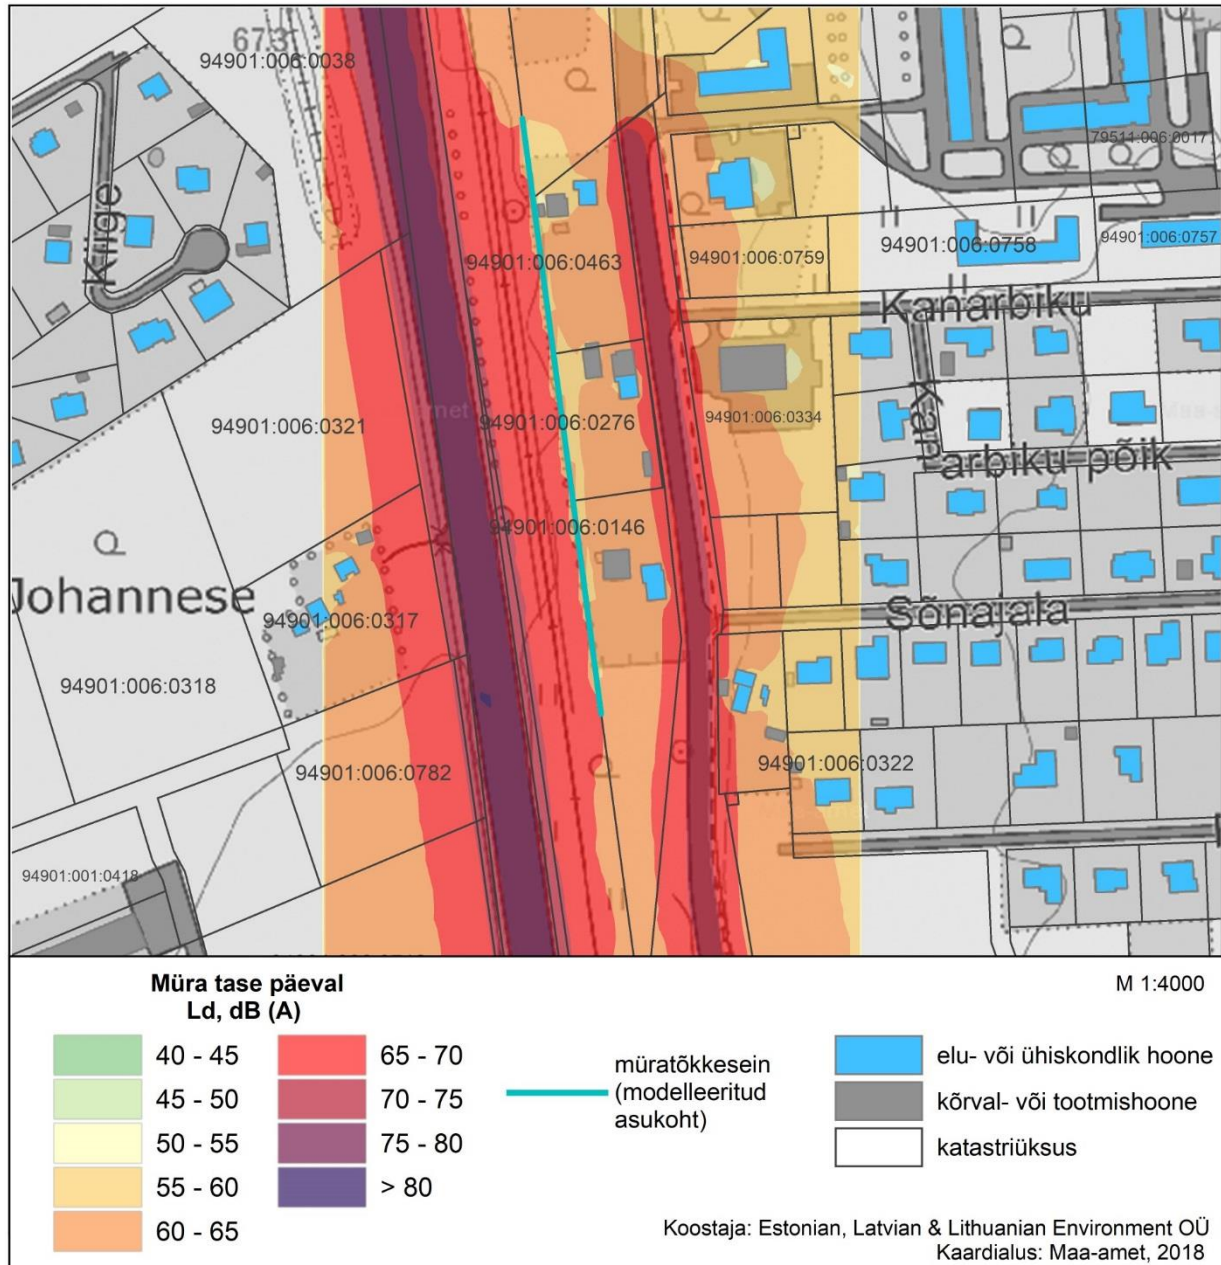 67.3
94901:006:0038
79511:006:0017
Kiige
94901:006:0463
94901:006:0759
94901:006:0758
94901:006:0757
Kanarbiku
94901:006:0321
94901:006:0276
94901:006:0334
Kan
arbiku põik
94901:006:0146
Johannese
94901:006:0317
Sõnajala
94901:006:0318
94901:006:0782
94901:006:0322
94901:001:0418
Müra tase päeval
Ld, dB (A)
M 1:4000
40 - 45
45 - 50
50 - 55
55 - 60
60 - 65
65 - 70
70 - 75
75 - 80
> 80
müratõkkesein
(modelleeritud
asukoht)
elu- või ühiskondlik hoone
kõrval- või tootmishoone
katastriüksus
Koostaja: Estonian, Latvian & Lithuanian Environment OÜ
Kaardialus: Maa-amet, 2018